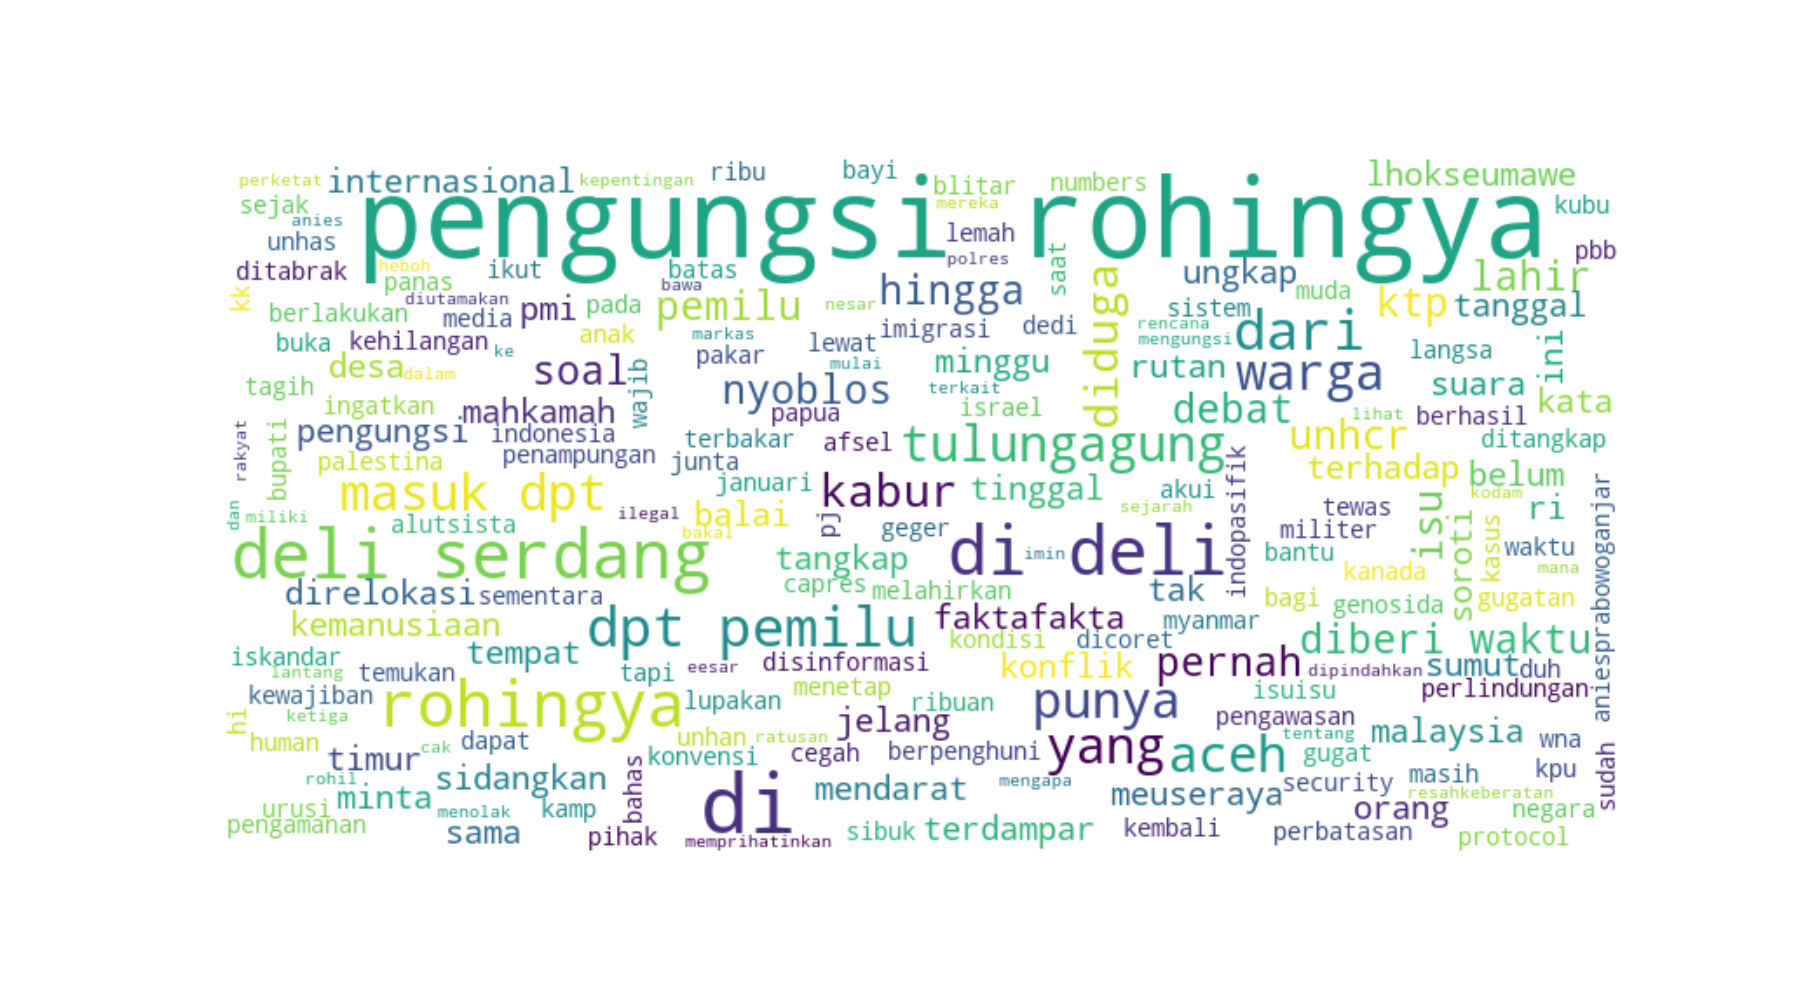 perketat internasional kepentingan ribu bayi blitar numbers lhokseumawe
sejak anies pengungsi rohingya mereka kubu
unhas lemah pbb
ditabrak heboh panas ikut batas polres saat ungkap lahir
kk diutamakan bawa hingga diduga muda ktp tanggal
berlakukan media pmi pada pemilu nesar sistem
imigrasi dedi rencana dari
buka kehilangan ke anak markas pakar lewat mengungsi langsa ini
desa dalam soal wajib mulai minggu rutan warga suara
tagih nyoblos terkait kata
ingatkan mahkamah papua israel debat lihat berhasil
rakyat bupati pengungsi indonesia terbakar afsel tulungagung unhcr ditangkap
palestina penampungan junta indopasifik terhadap belum
masuk dpt januari kabur tinggal akui isu kodam aniesprabowoganjar
dan miliki alutsista ilegal balai pj sejarah tewas ri
bakal geger militer soroti kasus
deli serdang tangkap di imin deli bantu waktu
kanada mana
direlokasi sementara capres melahirkan tak bagi genosida gugatan
kemanusiaan dpt pemilu faktafakta myanmar
kondisi dicoret diberi waktu
iskandar tempat disinformasi konflik pernah sumut duh
lantang temukan tapi eesar dipindahkan
kewajiban rohingya lupakan menetap ribuan punya isuisu perlindungan
hi ketiga jelang pengawasan
human cak dapat unhan ratusan tentang malaysia wna
timur konvensi cegah berpenghuni yang aceh gugat
rohil sidangkan bahas di mendarat mengapa security masih kpu sudah
urusi minta menolak kamp meuseraya orang resahkeberatan negara
pengamanan sama pihak memprihatinkan sibuk terdampar kembali perbatasan protocol